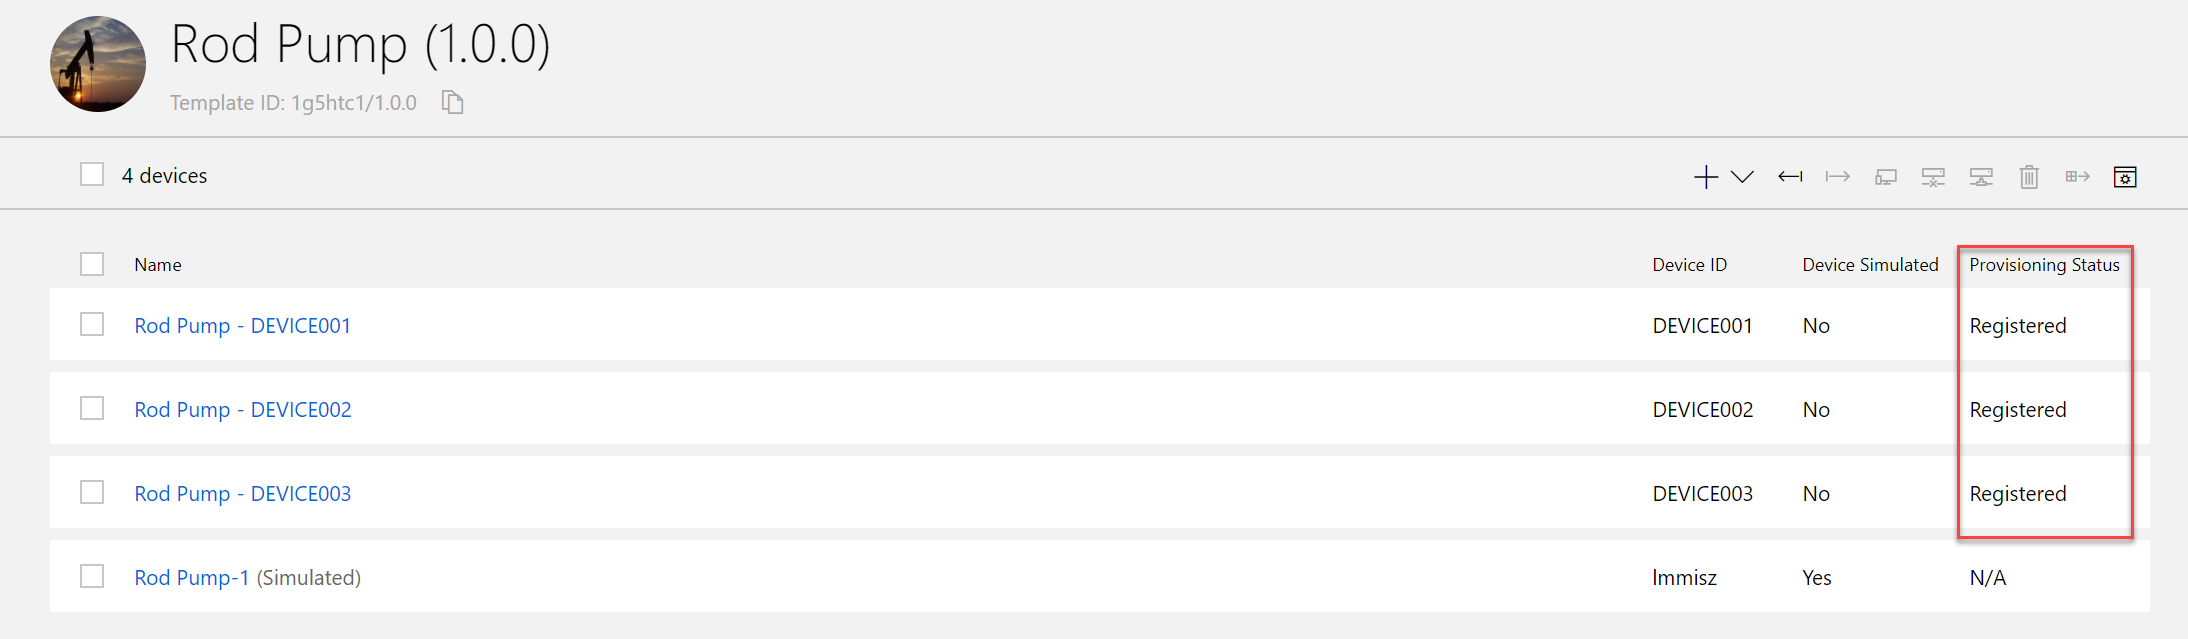 Rod Pump (1.0.0)
Template ID: 1g5htc1/1.0.0
4 devices
Name Device ID Device Simulated Provisioning Status
Rod Pump - DEVICE001 DEVICE001 No Registered
Rod Pump - DEVICE002 DEVICE002 No Registered
Rod Pump - DEVICE003 DEVICE003 No Registered
Rod Pump-1 (Simulated) lmmisz Yes N/A